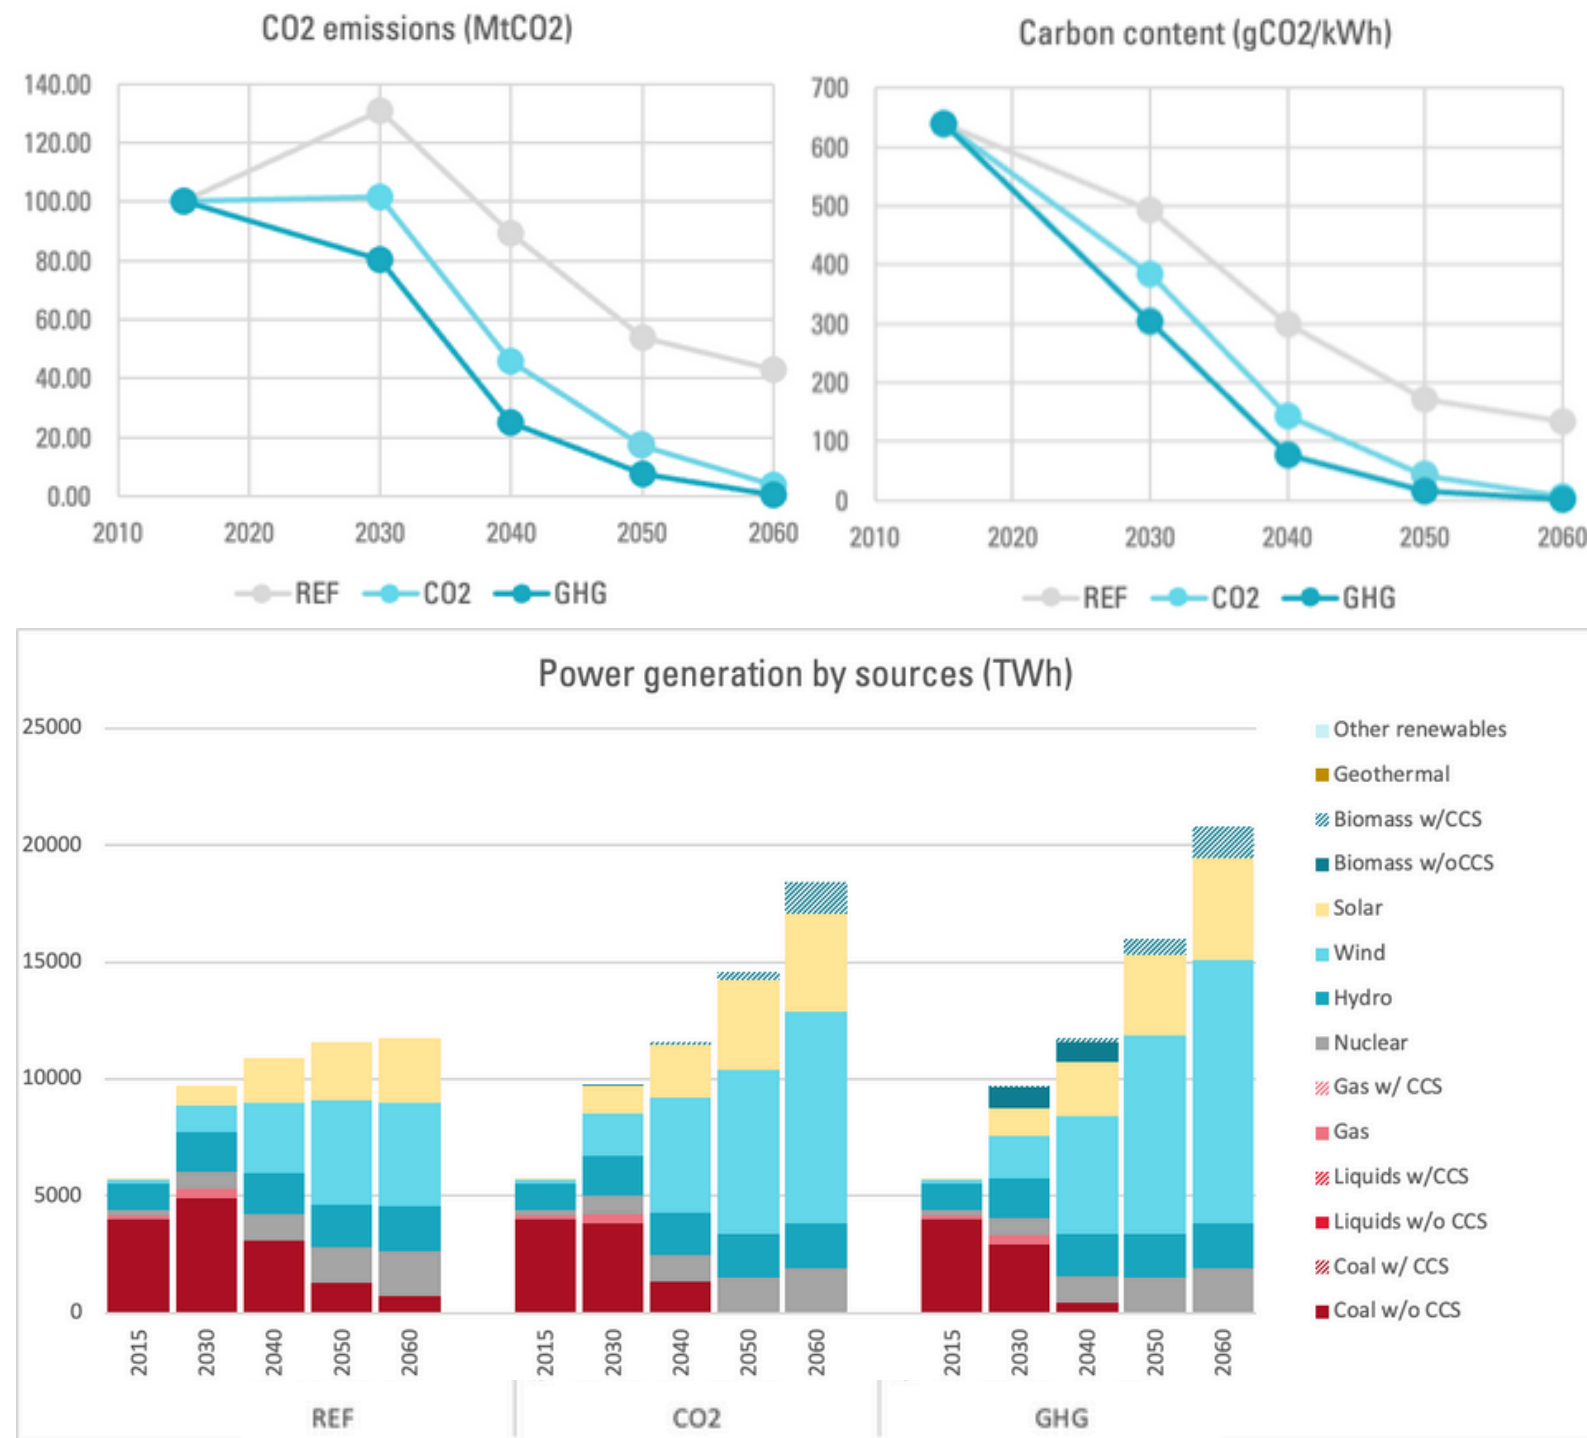 CO2 emissions (MtCO2)
140.00
120.00
100.00
80.00
60.00
40.00
20.00
0.00
2010 2020 2030 2040 2050 2060
REF CO2 GHG
Carbon content (gCO2/kWh)
700
600
500
400
300
200
100
0
2010 2020 2030 2040 2050 2060
REF CO2 GHG
Power generation by sources (TWh)
25000
20000
15000
10000
5000
0
2015 2030 2040 2050 2060 2015 2030 2040 2050 2060 2015 2030 2040 2050 2060
REF CO2 GHG
Other renewables
Geothermal
Biomass w/CCS
Biomass w/oCCS
Solar
Wind
Hydro
Nuclear
Gas w/ CCS
Gas
Liquids w/CCS
Liquids w/o CCS
Coal w/ CCS
Coal w/o CCS